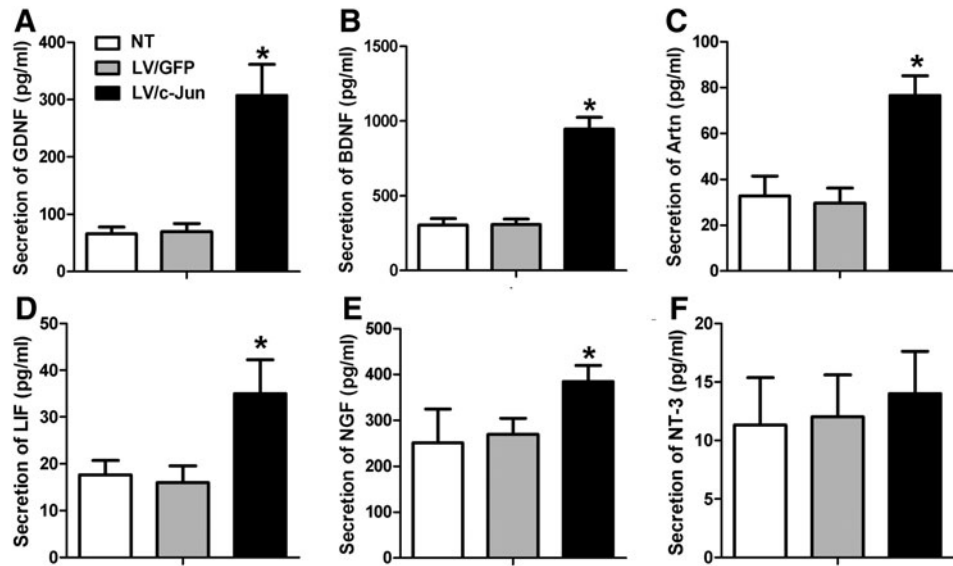 A
Secretion of GDNF (pg/ml)
400
300
200
100
0
NT
LV/GFP
LV/c-Jun
*
B
Secretion of BDNF (pg/ml)
1500
1000
500
0
*
C
Secretion of Artn (pg/ml)
100
80
60
40
20
0
*
D
Secretion of LIF (pg/ml)
50
40
30
20
10
0
*
E
Secretion of NGF (pg/ml)
500
400
300
200
100
0
*
F
Secretion of NT-3 (pg/ml)
20
15
10
5
0